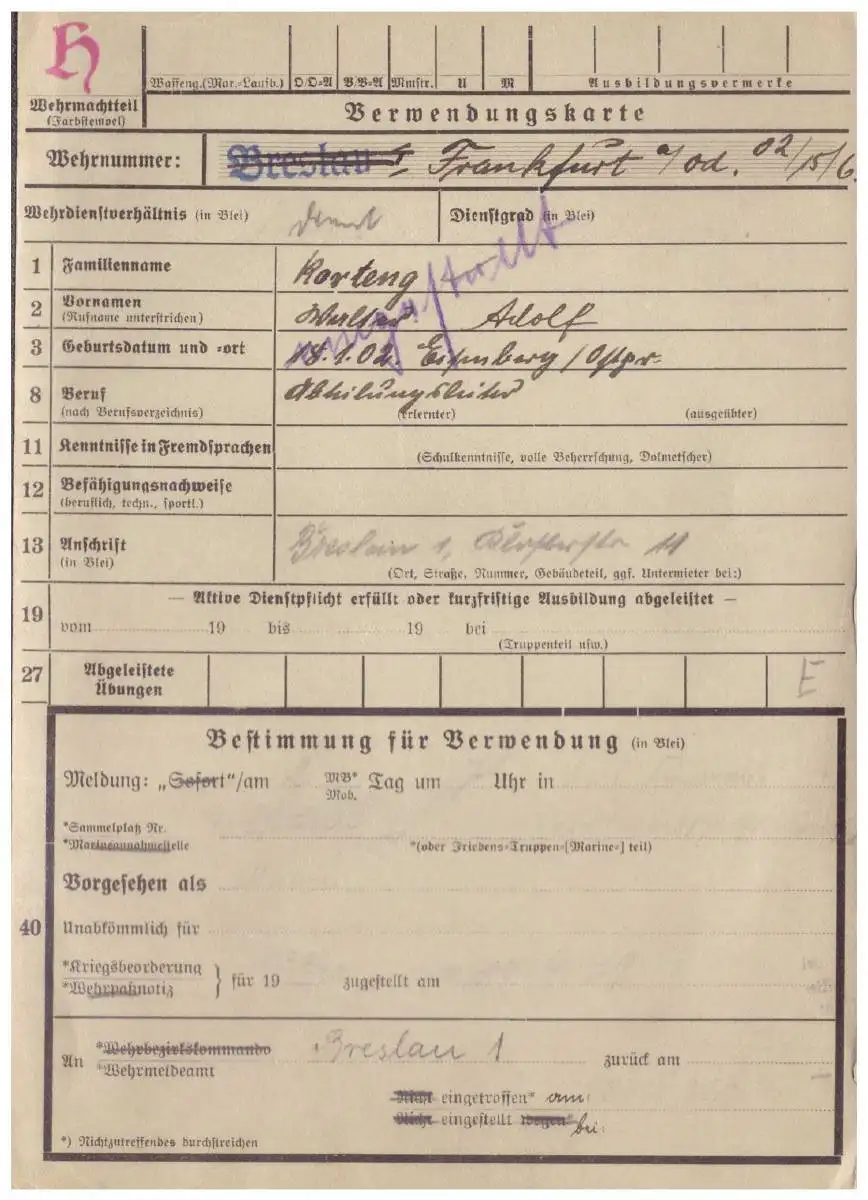 H
Waffeng. (Mar.-Laufb.) O/O=A B/B=A Mmstr. U M Ausbildungsvermerke
Wehrmachtteil
(Farbstempel)
Verwendungskarte
Wehrnummer: Breslau I Frankfurt a/Od. 02/15/6
Wehrdienstverhältnis (in Blei) Dienstgrad (in Blei)
1 Familienname Korteng
2 Vornamen Walter Adolf
(Rufname unterstrichen)
3 Geburtsdatum und =ort 18.1.02. Eisenberg / Ostpr.
8 Beruf Abteilungsleiter
(nach Berufsverzeichnis) (Erlernter) (ausgeübter)
11 Kenntnisse in Fremdsprachen
(Schulkenntnisse, volle Beherrschung, Dolmetscher)
12 Befähigungsnachweise
(beruflich, techn., sportl.)
13 Anschrift Breslau 1, Klosterstr. 11
(in Blei) (Ort, Straße, Nummer, Gebäudeteil, ggf. Untermieter bei:)
19 — Aktive Dienstpflicht erfüllt oder kurzfristige Ausbildung abgeleistet —
vom 19 bis 19 bei
(Truppenteil usw.)
27 Abgeleistete
Übungen E
Bestimmung für Verwendung (in Blei)
Meldung: „Sofort"/am MB* Tag um Uhr in
Mob.
*Sammelplatz Nr.
*Marineannahmestelle *(oder Friedens=Truppen=[Marine=] teil)
Vorgesehen als
40 Unabkömmlich für
*Kriegsbeorderung
*Wehrpaßnotiz } für 19 zugestellt am
An *Wehrbezirkskommando Breslau 1 zurück am
*Wehrmeldeamt
Nicht eingetroffen* am:
Nicht eingestellt wegen* bei:
*) Nichtzutreffendes durchstreichen